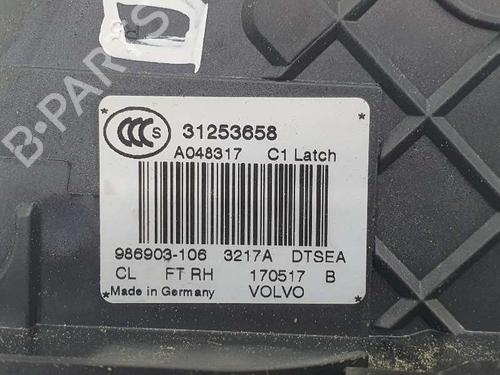 B-PARTS
CCC S 31253658
A048317 C1 Latch
986903-106 3217A DTSEA
CL FT RH 170517 B
Made in Germany VOLVO